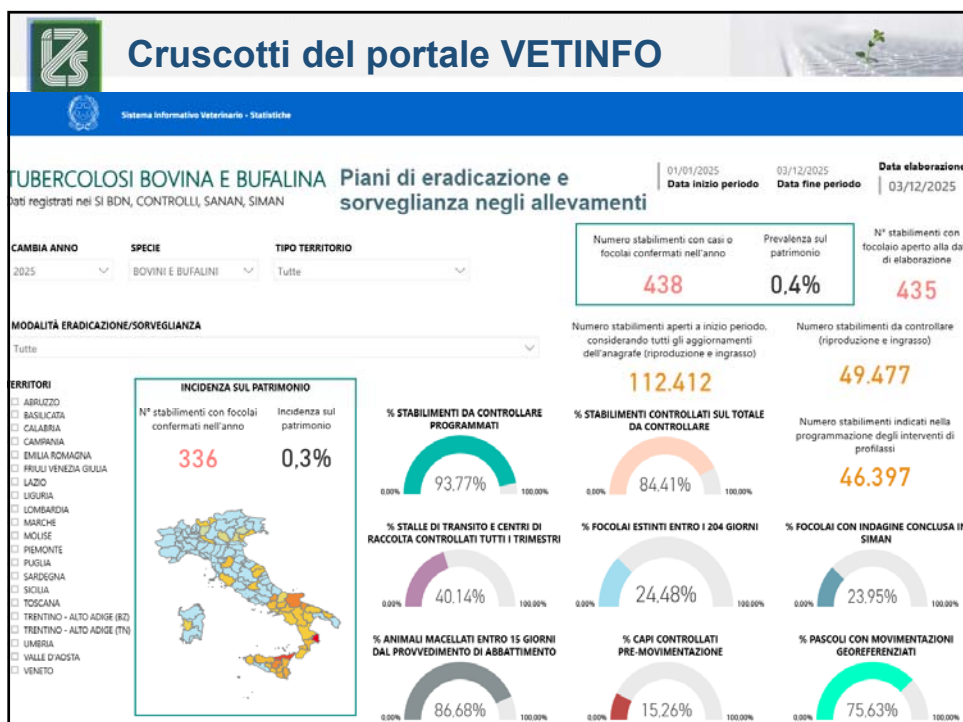 Cruscotti del portale VETINFO
Sistema Informativo Veterinario - Statistiche
TUBERCOLOSI BOVINA E BUFALINA
Dati registrati nei SI BDN, CONTROLLI, SANAN, SIMAN
Piani di eradicazione e
sorveglianza negli allevamenti
01/01/2025
Data inizio periodo
03/12/2025
Data fine periodo
Data elaborazione
03/12/2025
CAMBIA ANNO
2025
SPECIE
BOVINI E BUFALINI
TIPO TERRITORIO
Tutte
MODALITÀ ERADICAZIONE/SORVEGLIANZA
Tutte
Numero stabilimenti con casi o
focolai confermati nell'anno
438
Prevalenza sul
patrimonio
0,4%
N° stabilimenti con
focolaio aperto alla da
di elaborazione
435
Numero stabilimenti aperti a inizio periodo,
considerando tutti gli aggiornamenti
dell'anagrafe (riproduzione e ingrasso)
112.412
Numero stabilimenti da controllare
(riproduzione e ingrasso)
49.477
Numero stabilimenti indicati nella
programmazione degli interventi di
profilassi
46.397
TERRITORI
ABRUZZO
BASILICATA
CALABRIA
CAMPANIA
EMILIA ROMAGNA
FRIULI VENEZIA GIULIA
LAZIO
LIGURIA
LOMBARDIA
MARCHE
MOLISE
PIEMONTE
PUGLIA
SARDEGNA
SICILIA
TOSCANA
TRENTINO - ALTO ADIGE (BZ)
TRENTINO - ALTO ADIGE (TN)
UMBRIA
VALLE D'AOSTA
VENETO
INCIDENZA SUL PATRIMONIO
N° stabilimenti con focolai
confermati nell'anno
336
Incidenza sul
patrimonio
0,3%
% STABILIMENTI DA CONTROLLARE
PROGRAMMATI
93,77%
0,00%
100,00%
% STABILIMENTI CONTROLLATI SUL TOTALE
DA CONTROLLARE
84,41%
0,00%
100,00%
% STALLE DI TRANSITO E CENTRI DI
RACCOLTA CONTROLLATI TUTTI I TRIMESTRI
40,14%
0,00%
100,00%
% FOCOLAI ESTINTI ENTRO I 204 GIORNI
24,48%
0,00%
100,00%
% FOCOLAI CON INDAGINE CONCLUSA IN
SIMAN
23,95%
0,00%
100,00%
% ANIMALI MACELLATI ENTRO 15 GIORNI
DAL PROVVEDIMENTO DI ABBATTIMENTO
86,68%
0,00%
100,00%
% CAPI CONTROLLATI
PRE-MOVIMENTAZIONE
15,26%
0,00%
100,00%
% PASCOLI CON MOVIMENTAZIONI
GEOREFERENZIATI
75,63%
0,00%
100,00%